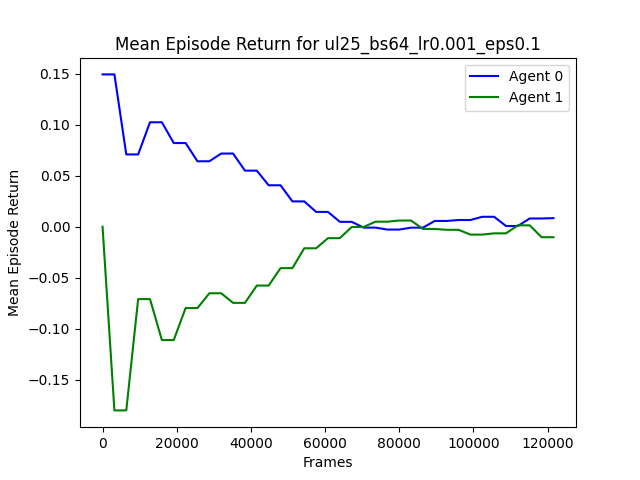 Mean Episode Return for ul25_bs64_lr0.001_eps0.1
Agent 0
Agent 1
Mean Episode Return
0.15
0.10
0.05
0.00
−0.05
−0.10
−0.15
0 20000 40000 60000 80000 100000 120000
Frames